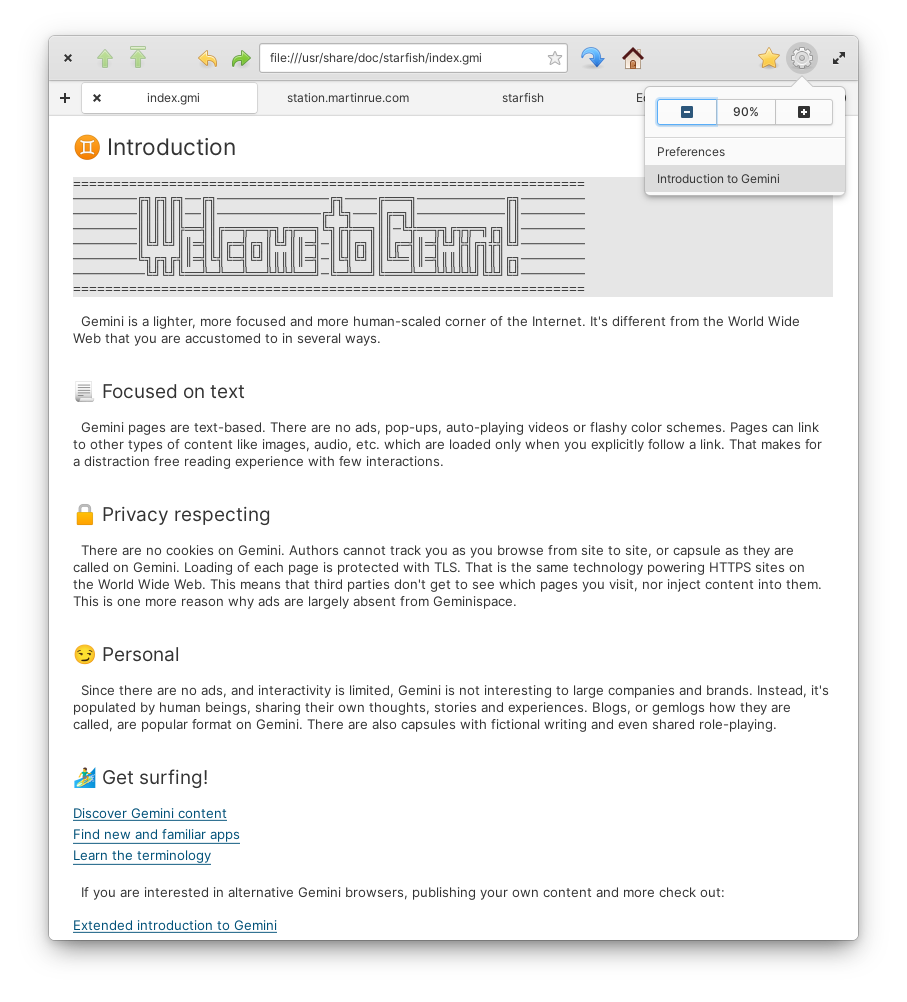 file:///usr/share/doc/starfish/index.gmi
index.gmi
station.martinrue.com
starfish
90%
Preferences
Introduction to Gemini
♊ Introduction
Welcome to Gemini!
Gemini is a lighter, more focused and more human-scaled corner of the Internet. It's different from the World Wide
Web that you are accustomed to in several ways.
Focused on text
Gemini pages are text-based. There are no ads, pop-ups, auto-playing videos or flashy color schemes. Pages can link
to other types of content like images, audio, etc. which are loaded only when you explicitly follow a link. That makes for
a distraction free reading experience with few interactions.
Privacy respecting
There are no cookies on Gemini. Authors cannot track you as you browse from site to site, or capsule as they are
called on Gemini. Loading of each page is protected with TLS. That is the same technology powering HTTPS sites on
the World Wide Web. This means that third parties don't get to see which pages you visit, nor inject content into them.
This is one more reason why ads are largely absent from Geminispace.
Personal
Since there are no ads, and interactivity is limited, Gemini is not interesting to large companies and brands. Instead, it's
populated by human beings, sharing their own thoughts, stories and experiences. Blogs, or gemlogs how they are
called, are popular format on Gemini. There are also capsules with fictional writing and even shared role-playing.
Get surfing!
Discover Gemini content
Find new and familiar apps
Learn the terminology
If you are interested in alternative Gemini browsers, publishing your own content and more check out:
Extended introduction to Gemini